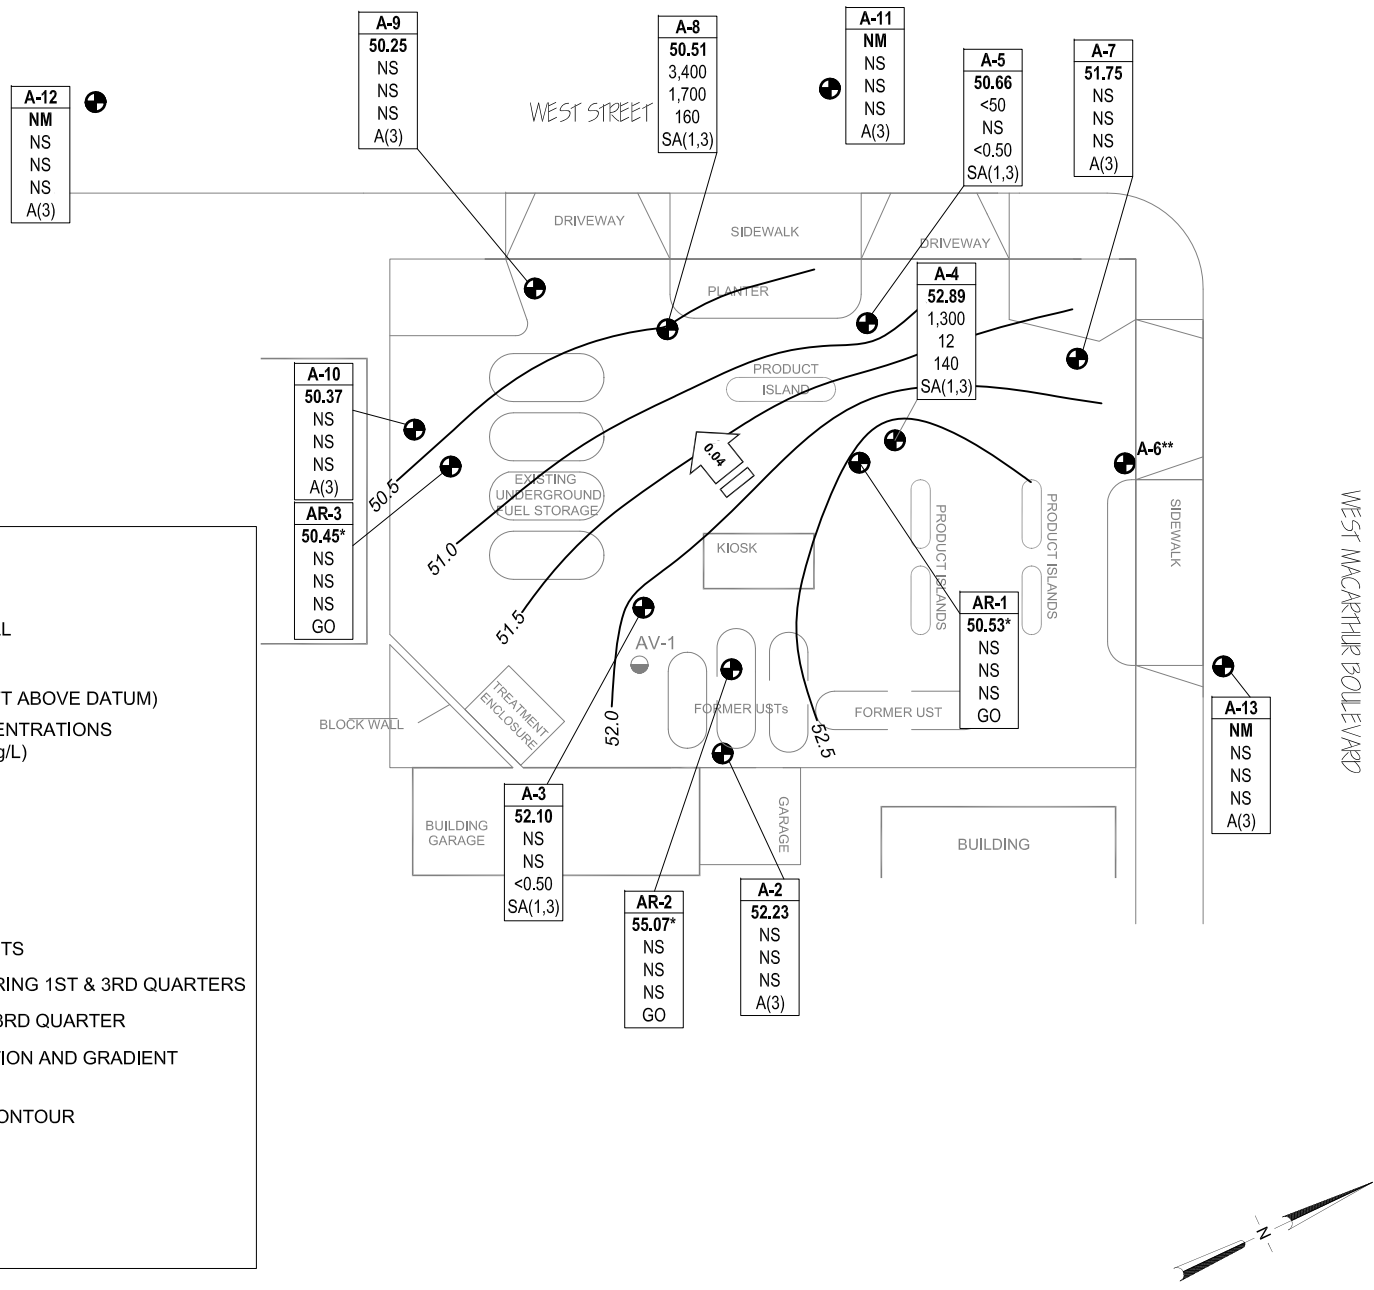 A-9
50.25
NS
NS
NS
A(3)
A-8
50.51
3,400
1,700
160
SA(1,3)
A-11
NM
NS
NS
NS
A(3)
A-5
50.66
<50
NS
<0.50
SA(1,3)
A-7
51.75
NS
NS
NS
A(3)
A-12
NM
NS
NS
NS
A(3)
WEST STREET
DRIVEWAY
SIDEWALK
DRIVEWAY
PLANTER
A-4
52.89
1,300
12
140
SA(1,3)
A-10
50.37
NS
NS
NS
A(3)
AR-3
50.45*
NS
NS
NS
GO
PRODUCT
ISLAND
0.04
A-6**
EXISTING
UNDERGROUND
FUEL STORAGE
50.5
51.0
51.5
52.0
52.5
KIOSK
PRODUCT ISLANDS
PRODUCT ISLANDS
SIDEWALK
WEST MACARTHUR BOULEVARD
AR-1
50.53*
NS
NS
NS
GO
AV-1
TREATMENT
ENCLOSURE
BLOCK WALL
FORMER USTs
FORMER UST
A-13
NM
NS
NS
NS
A(3)
A-3
52.10
NS
NS
<0.50
SA(1,3)
BUILDING
GARAGE
GARAGE
BUILDING
AR-2
55.07*
NS
NS
NS
GO
A-2
52.23
NS
NS
NS
A(3)
LL
T ABOVE DATUM)
ENTRATIONS
g/L)
TS
RING 1ST & 3RD QUARTERS
3RD QUARTER
TION AND GRADIENT
ONTOUR
N